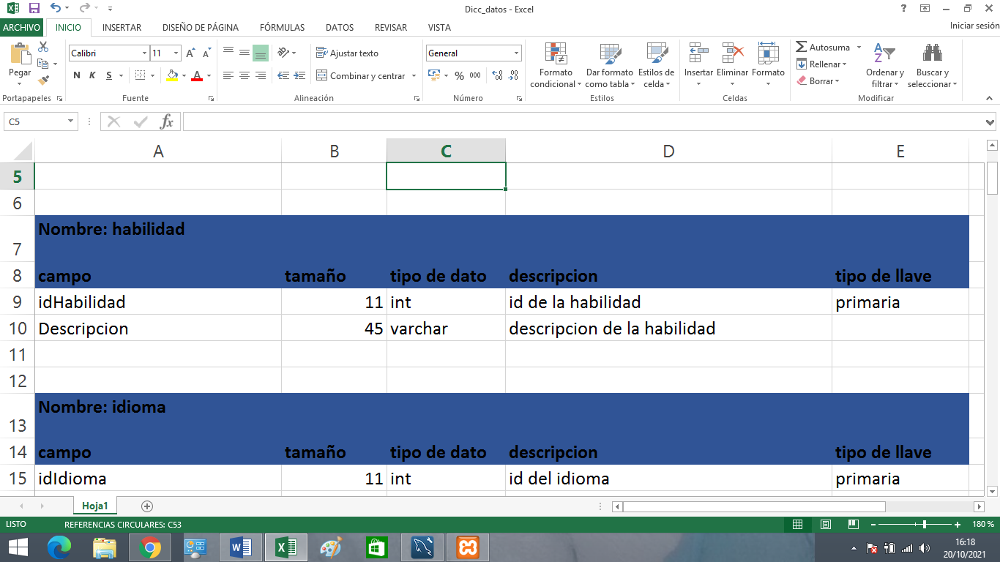 Dicc_datos - Excel
ARCHIVO INICIO INSERTAR DISEÑO DE PÁGINA FÓRMULAS DATOS REVISAR VISTA Iniciar sesión
Pegar
Calibri 11
Ajustar texto
General
Formato condicional
Dar formato como tabla
Estilos de celda
Insertar Eliminar Formato
Autosuma
Rellenar
Borrar
Ordenar y filtrar
Buscar y seleccionar
N K S
Combinar y centrar
% 000
Portapapeles Fuente Alineación Número Estilos Celdas Modificar
C5 fx
A B C D E
5
6
7 Nombre: habilidad
8 campo tamaño tipo de dato descripcion tipo de llave
9 idHabilidad 11 int id de la habilidad primaria
10 Descripcion 45 varchar descripcion de la habilidad
11
12
13 Nombre: idioma
14 campo tamaño tipo de dato descripcion tipo de llave
15 idIdioma 11 int id del idioma primaria
Hoja1
LISTO REFERENCIAS CIRCULARES: C53 180 %
16:18
20/10/2021